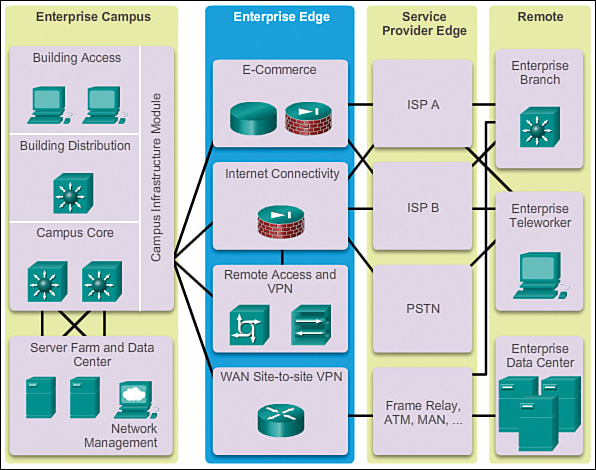 Enterprise Campus
Building Access
Building Distribution
Campus Core
Campus Infrastructure Module
Server Farm and Data
Center
Network
Management
Enterprise Edge
E-Commerce
Internet Connectivity
Remote Access and
VPN
WAN Site-to-site VPN
Service
Provider Edge
ISP A
ISP B
PSTN
Frame Relay,
ATM, MAN, ...
Remote
Enterprise
Branch
Enterprise
Teleworker
Enterprise
Data Center